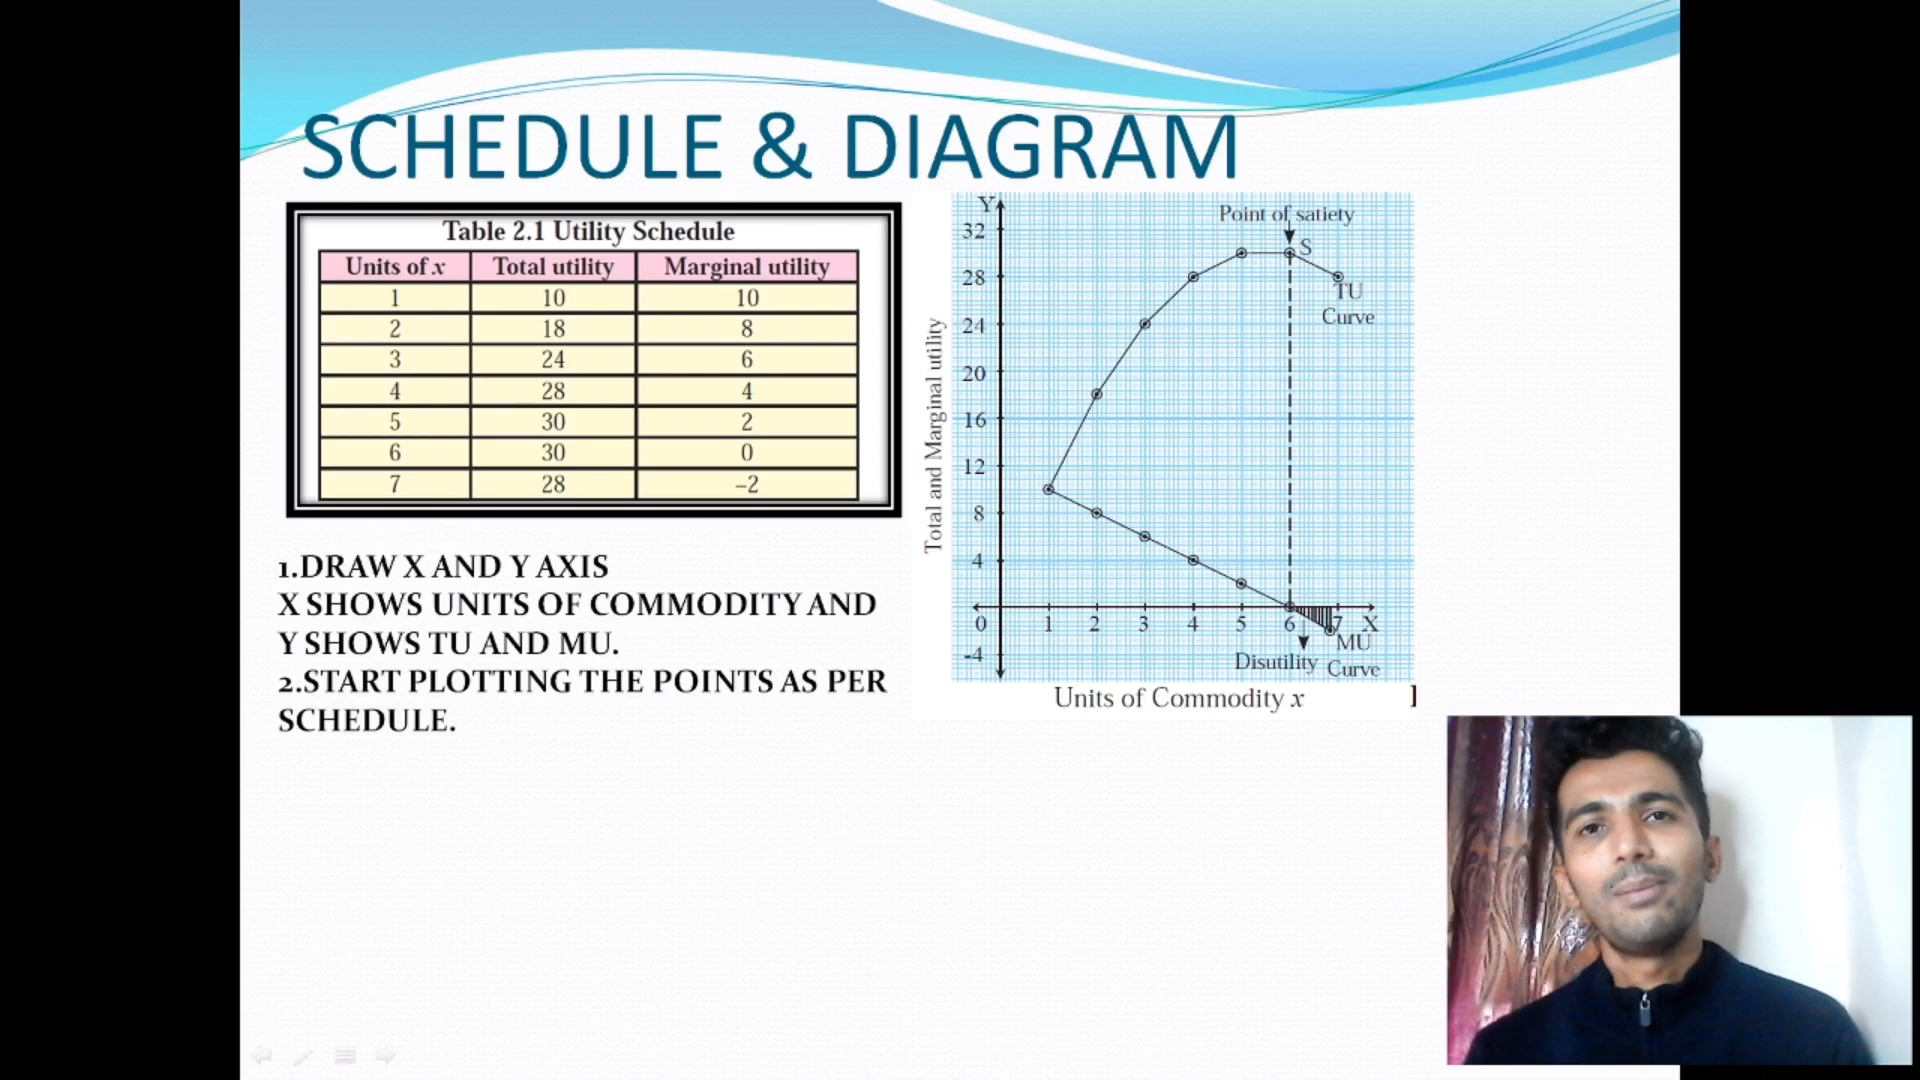 SCHEDULE & DIAGRAM
Table 2.1 Utility Schedule
Units of x Total utility Marginal utility
1 10 10
2 18 8
3 24 6
4 28 4
5 30 2
6 30 0
7 28 –2
1.DRAW X AND Y AXIS
X SHOWS UNITS OF COMMODITY AND
Y SHOWS TU AND MU.
2.START PLOTTING THE POINTS AS PER
SCHEDULE.
Y
Point of satiety
S
32
28
24
20
16
12
8
4
0 1 2 3 4 5 6 7 X
-4
TU
Curve
MU
Curve
Disutility
Total and Marginal utility
Units of Commodity x
]